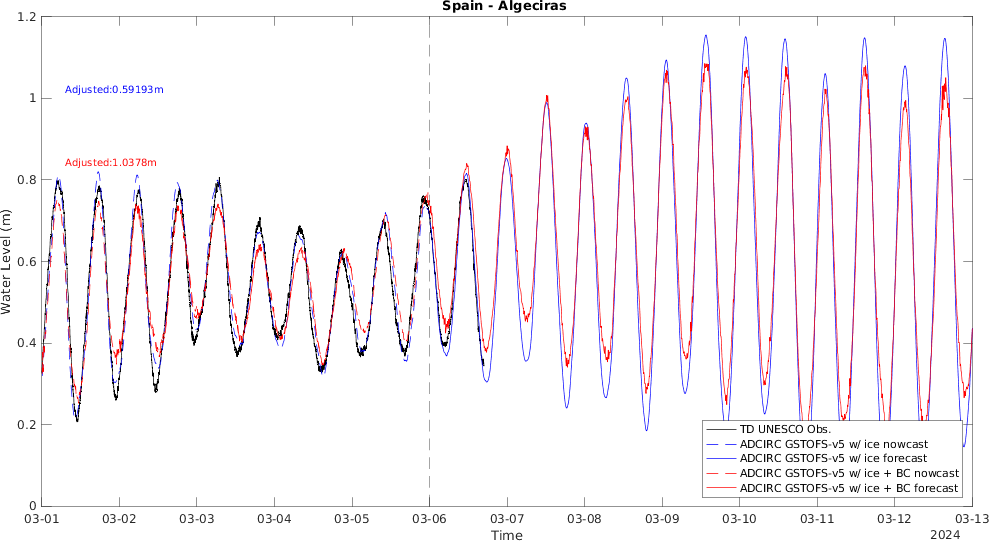 Spain - Algeciras
1.2
1
0.8
0.6
0.4
0.2
0
Water Level (m)
Adjusted:0.59193m
Adjusted:1.0378m
TD UNESCO Obs.
ADCIRC GSTOFS-v5 w/ ice nowcast
ADCIRC GSTOFS-v5 w/ ice forecast
ADCIRC GSTOFS-v5 w/ ice + BC nowcast
ADCIRC GSTOFS-v5 w/ ice + BC forecast
03-01 03-02 03-03 03-04 03-05 03-06 03-07 03-08 03-09 03-10 03-11 03-12 03-13
Time
2024